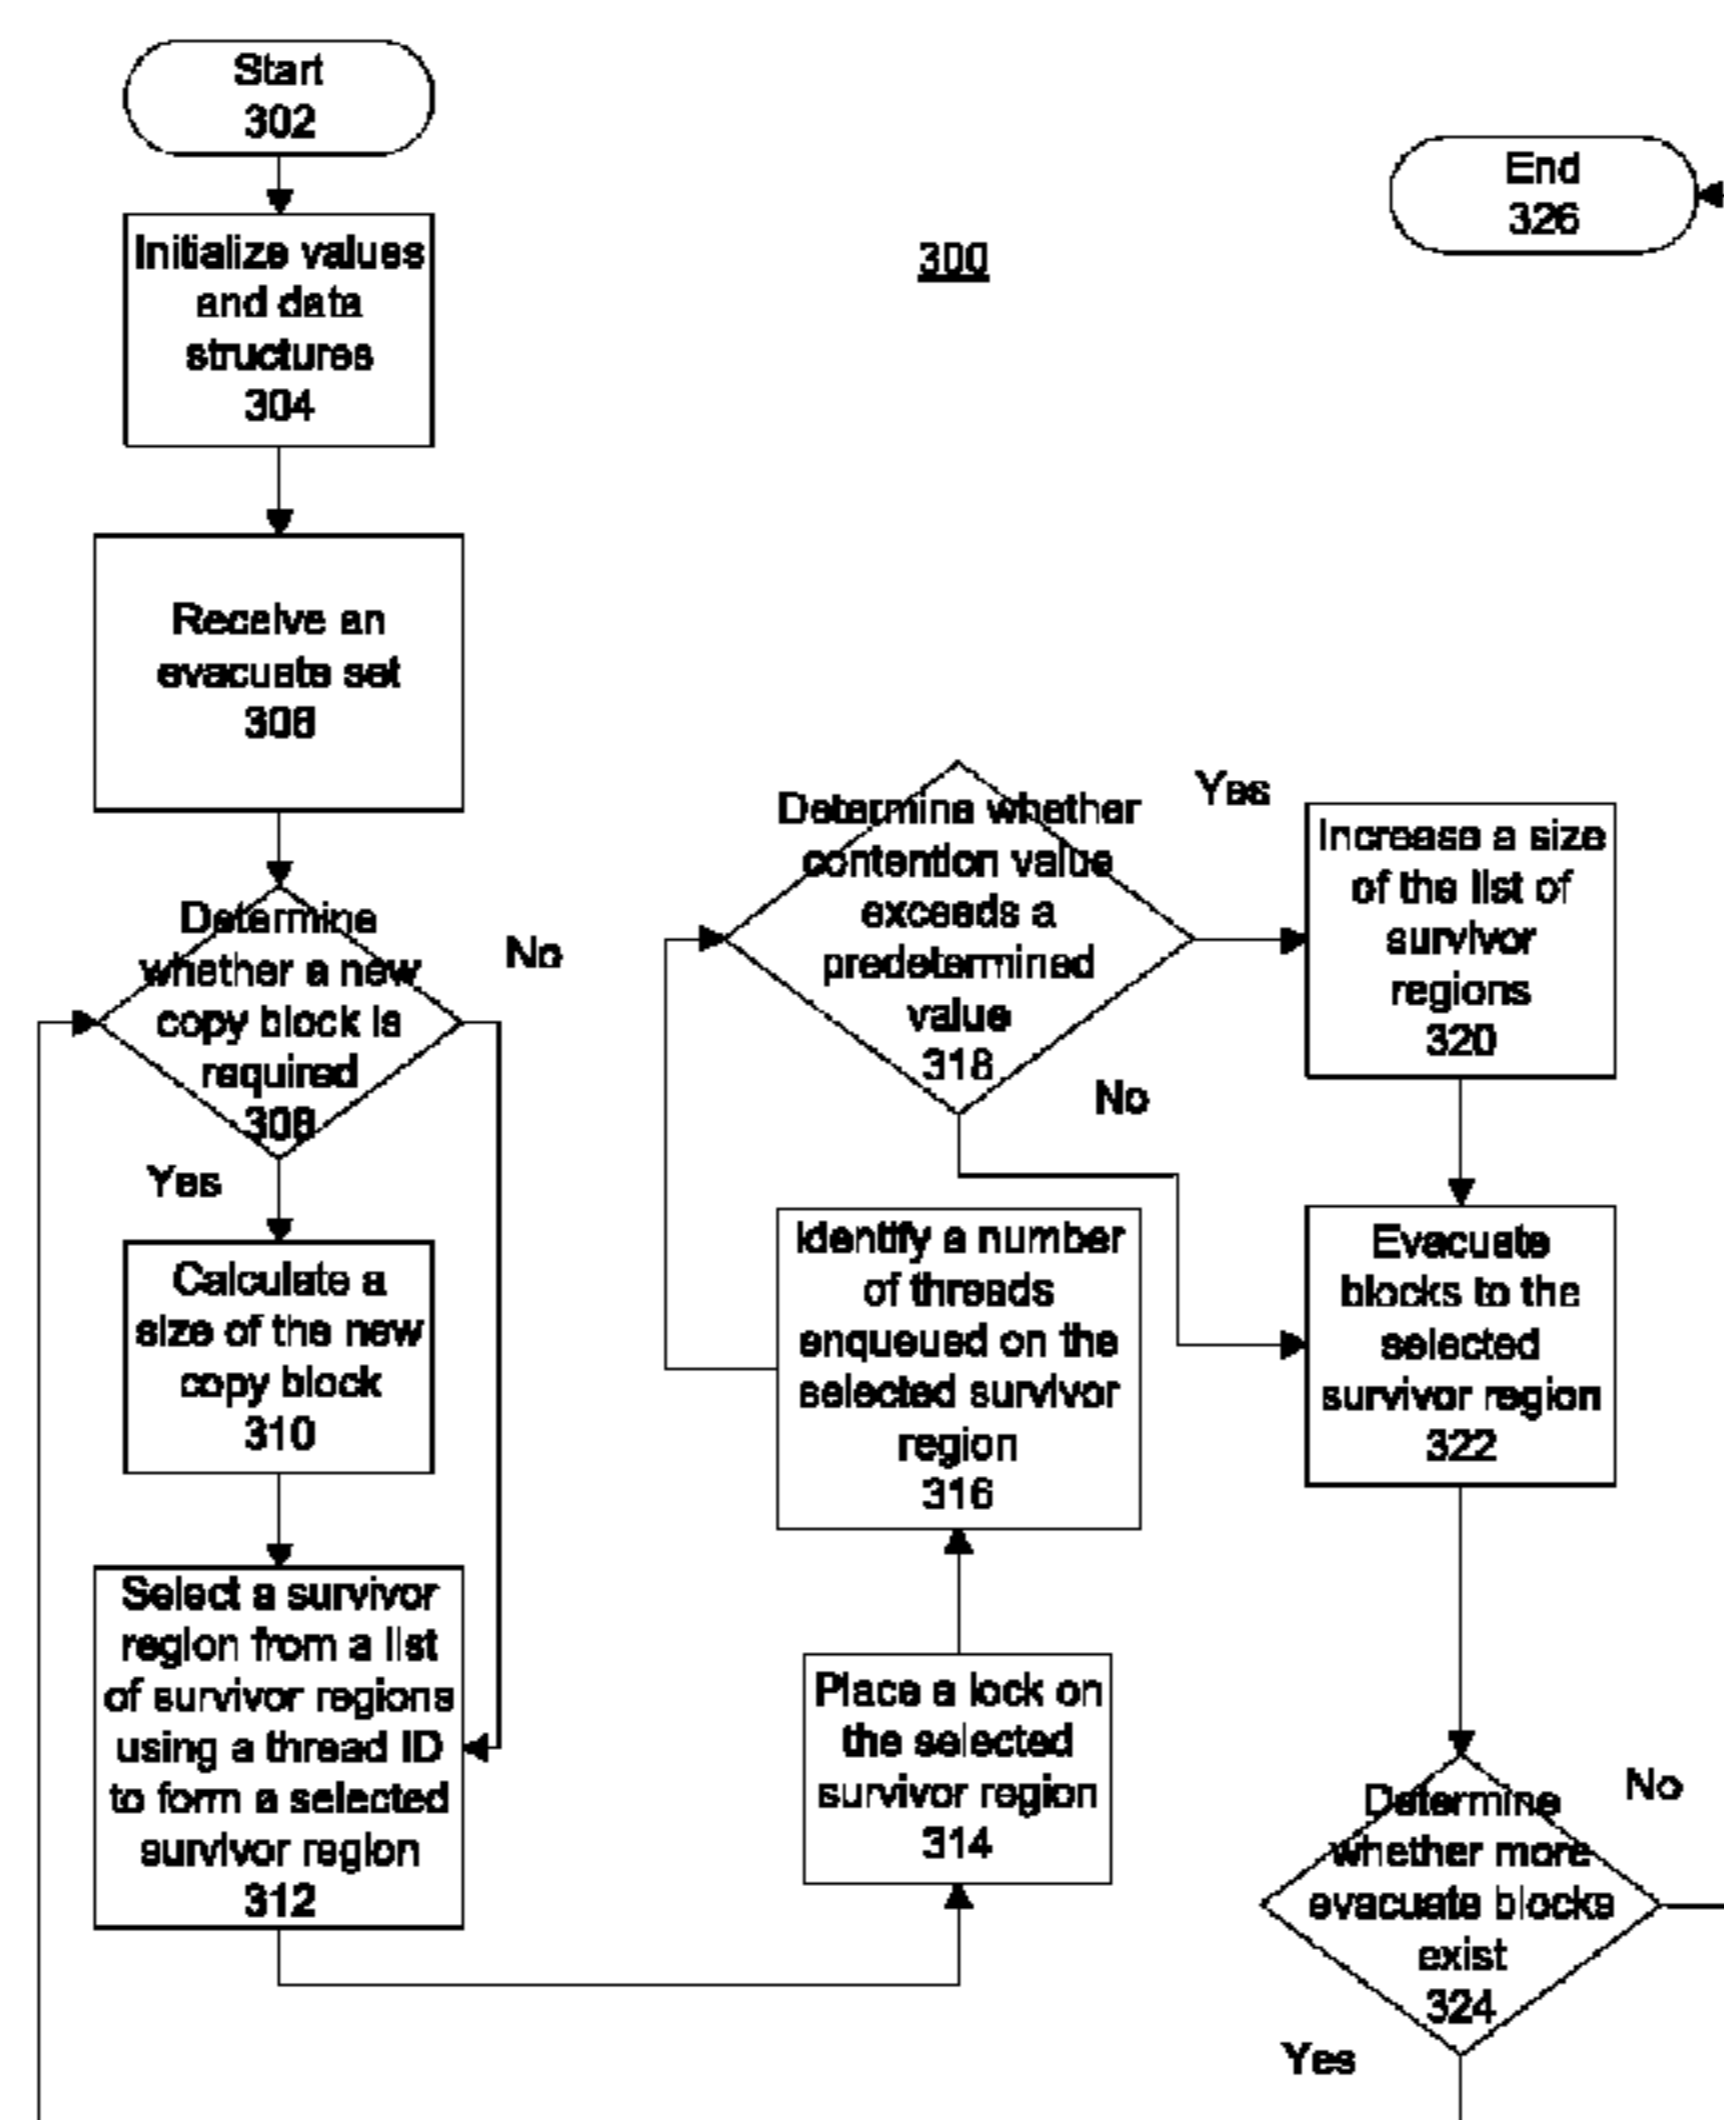 Start
302
Initialize values
and data
structures
304
Receive an
evacuate set
306
Determine
whether a new
copy block is
required
308
No
Yes
Calculate a
size of the new
copy block
310
Select a survivor
region from a list
of survivor regions
using a thread ID
to form a selected
survivor region
312
300
Determine whether
contention value
exceeds a
predetermined
value
318
Yes
No
Identify a number
of threads
enqueued on the
selected survivor
region
316
Place a lock on
the selected
survivor region
314
End
326
Increase a size
of the list of
survivor
regions
320
Evacuate
blocks to the
selected
survivor region
322
Determine
whether more
evacuate blocks
exist
324
No
Yes